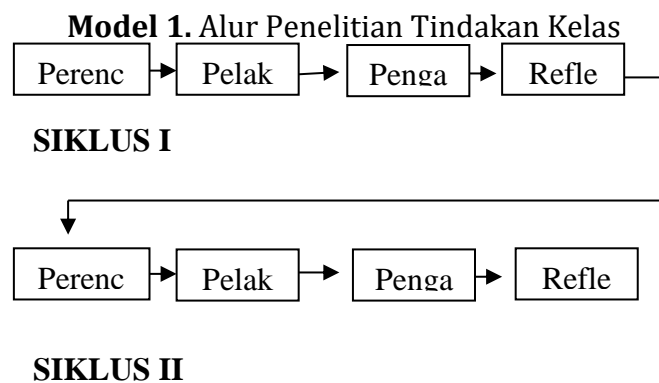 Model 1. Alur Penelitian Tindakan Kelas
Perenc Pelak Penga Refle
SIKLUS I
Perenc Pelak Penga Refle
SIKLUS II